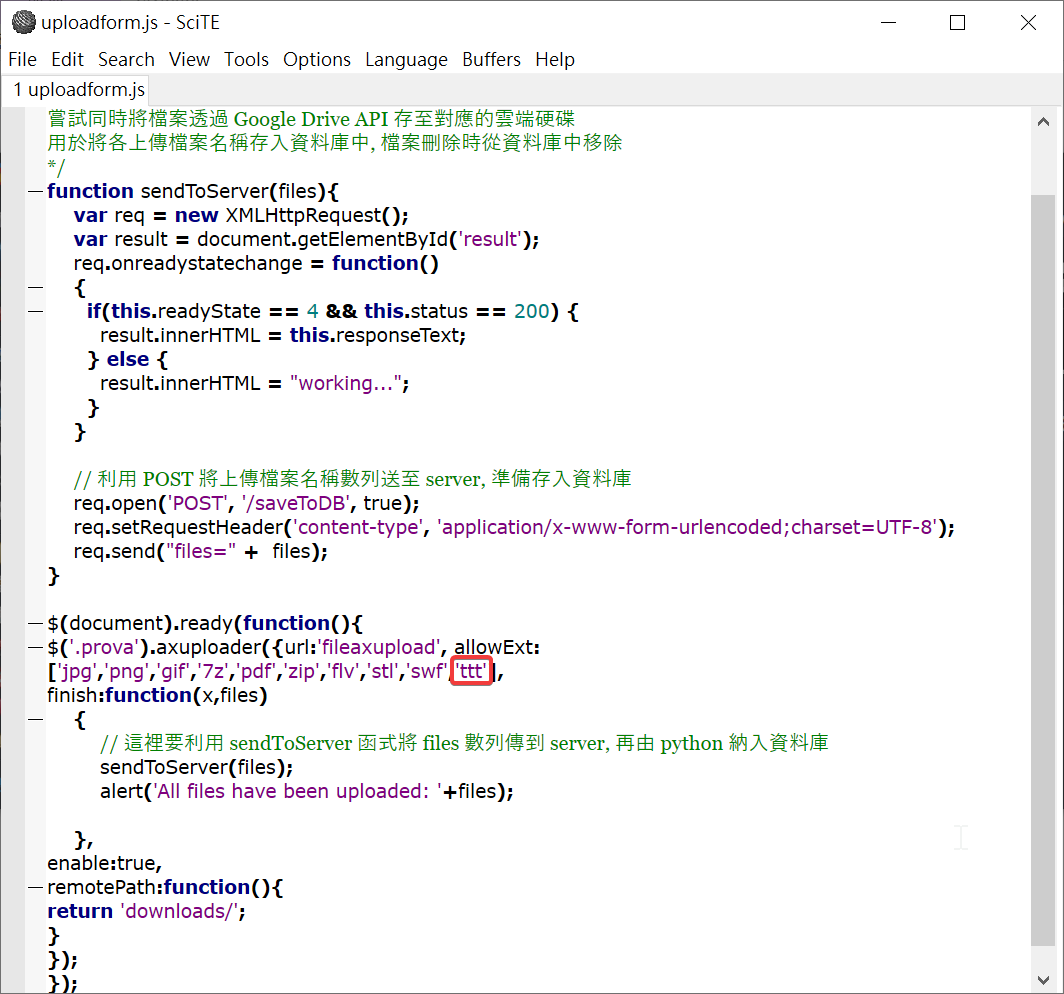 uploadform.js - SciTE
File Edit Search View Tools Options Language Buffers Help
1 uploadform.js
嘗試同時將檔案透過 Google Drive API 存至對應的雲端硬碟
用於將各上傳檔案名稱存入資料庫中, 檔案刪除時從資料庫中移除
*/
function sendToServer(files){
var req = new XMLHttpRequest();
var result = document.getElementById('result');
req.onreadystatechange = function()
{
if(this.readyState == 4 && this.status == 200) {
result.innerHTML = this.responseText;
} else {
result.innerHTML = "working...";
}
}
// 利用 POST 將上傳檔案名稱數列送至 server, 準備存入資料庫
req.open('POST', '/saveToDB', true);
req.setRequestHeader('content-type', 'application/x-www-form-urlencoded;charset=UTF-8');
req.send("files=" + files);
}
$(document).ready(function(){
$('.prova').axuploader({url:'fileaxupload', allowExt:
['jpg','png','gif','7z','pdf','zip','flv','stl','swf','ttt'],
finish:function(x,files)
{
// 這裡要利用 sendToServer 函式將 files 數列傳到 server, 再由 python 納入資料庫
sendToServer(files);
alert('All files have been uploaded: '+files);
},
enable:true,
remotePath:function(){
return 'downloads/';
}
});
});